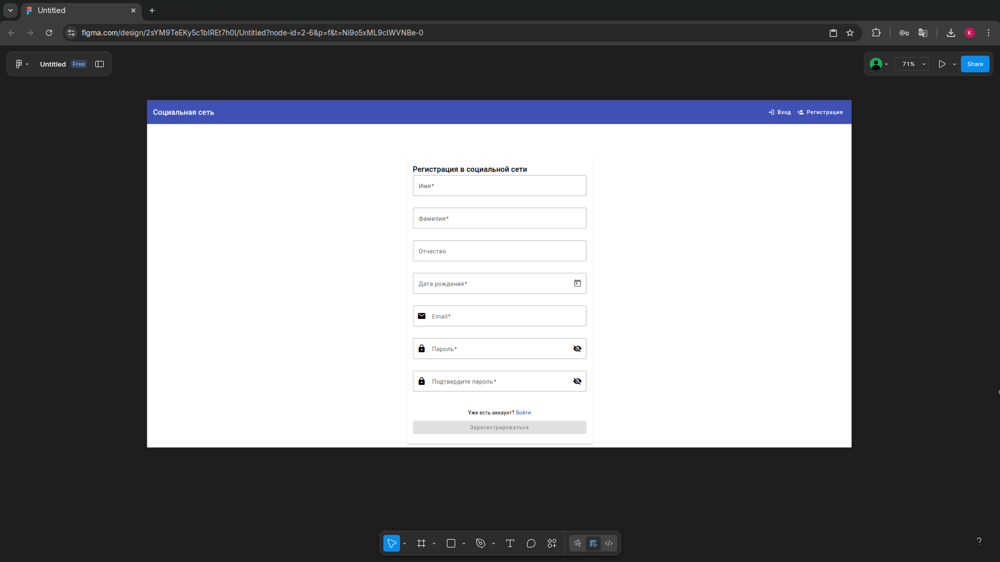 Untitled
figma.com/design/2sYM9TeEKy5c1blREt7h0l/Untitled?node-id=2-6&p=f&t=Ni9o5xML9clWVNBe-0
K
Untitled Free
71%
Share
Социальная сеть
Вход
Регистрация
Регистрация в социальной сети
Имя*
Фамилия*
Отчество
Дата рождения*
Email*
Пароль*
Подтвердите пароль*
Уже есть аккаунт? Войти
Зарегистрироваться
?